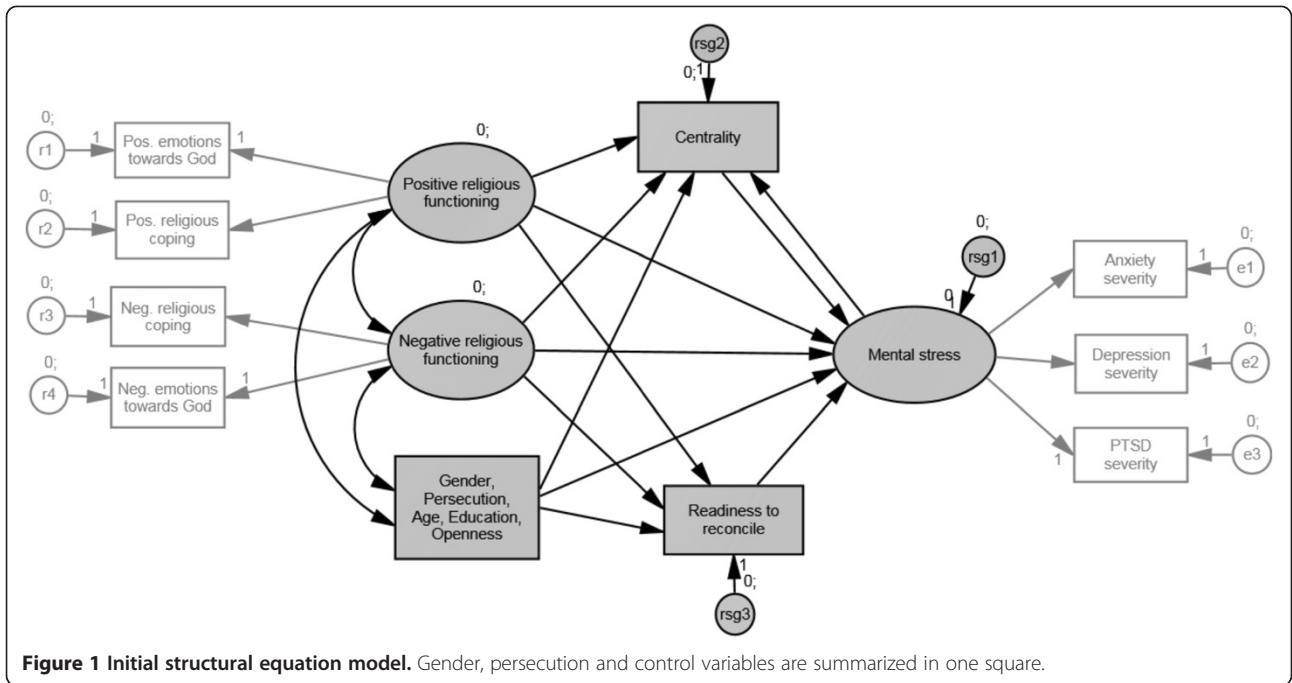 rsg2
0;
1
Centrality
0;
r1
1
Pos. emotions
towards God
1
0;
r2
1
Pos. religious
coping
0;
Positive religious
functioning
0;
r3
1
Neg. religious
coping
0;
r4
1
Neg. emotions
towards God
1
0;
Negative religious
functioning
Gender,
Persecution,
Age, Education,
Openness
Readiness to
reconcile
1
0;
rsg3
0;
rsg1
0
1
Mental stress
Anxiety
severity
1
0;
e1
Depression
severity
1
0;
e2
1
PTSD
severity
1
0;
e3
Figure 1 Initial structural equation model. Gender, persecution and control variables are summarized in one square.